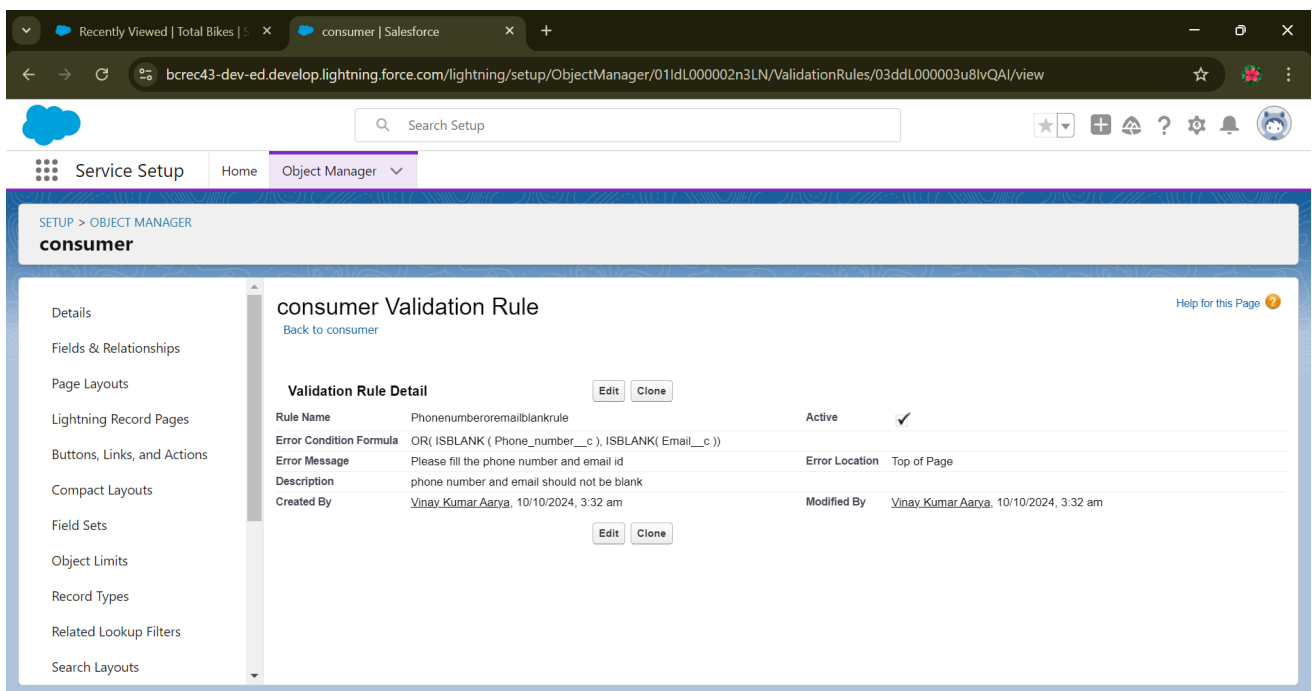 Recently Viewed | Total Bikes | S
consumer | Salesforce
bcrec43-dev-ed.develop.lightning.force.com/lightning/setup/ObjectManager/01IdL000002n3LN/ValidationRules/03ddL000003u8IvQAI/view
Search Setup
Service Setup Home Object Manager
SETUP > OBJECT MANAGER
consumer
Details
Fields & Relationships
Page Layouts
Lightning Record Pages
Buttons, Links, and Actions
Compact Layouts
Field Sets
Object Limits
Record Types
Related Lookup Filters
Search Layouts
consumer Validation Rule
Help for this Page
Back to consumer
Validation Rule Detail Edit Clone
Rule Name Phonenumberoremailblankrule Active
Error Condition Formula OR( ISBLANK ( Phone_number__c ), ISBLANK( Email__c ))
Error Message Please fill the phone number and email id Error Location Top of Page
Description phone number and email should not be blank
Created By Vinay Kumar Aarya, 10/10/2024, 3:32 am Modified By Vinay Kumar Aarya, 10/10/2024, 3:32 am
Edit Clone